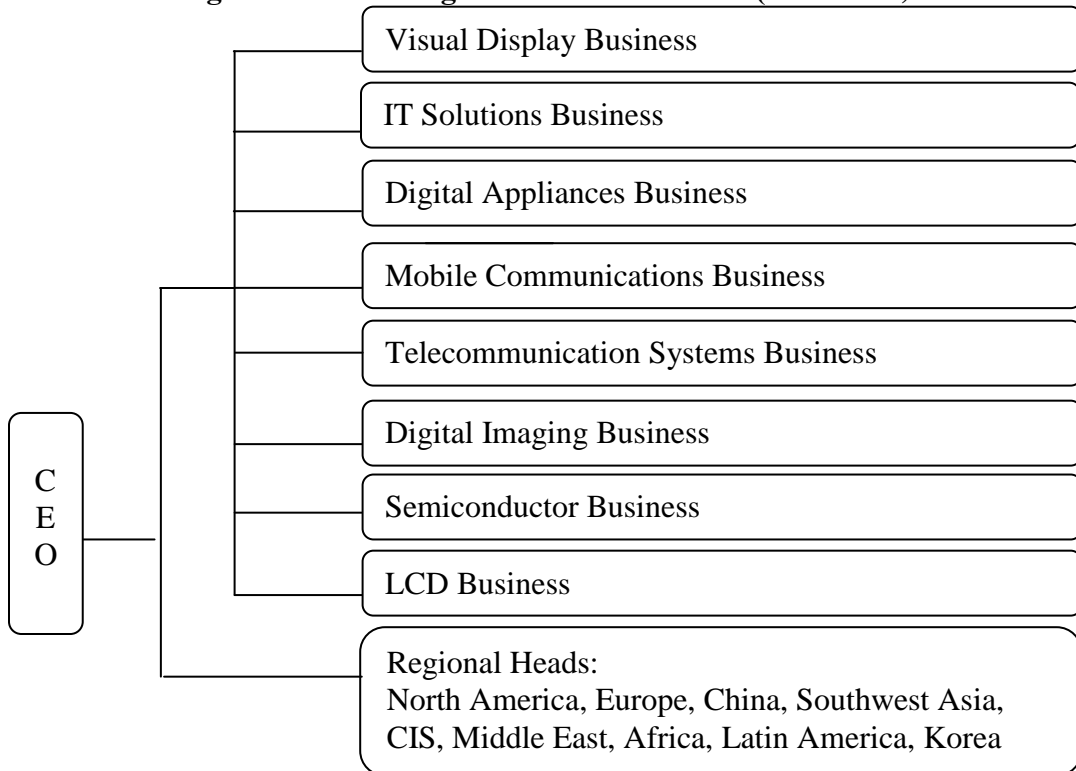 Visual Display Business
IT Solutions Business
Digital Appliances Business
Mobile Communications Business
Telecommunication Systems Business
Digital Imaging Business
Semiconductor Business
LCD Business
C
E
O
Regional Heads:
North America, Europe, China, Southwest Asia,
CIS, Middle East, Africa, Latin America, Korea